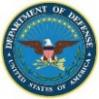 DEPARTMENT OF DEFENSE
UNITED STATES OF AMERICA